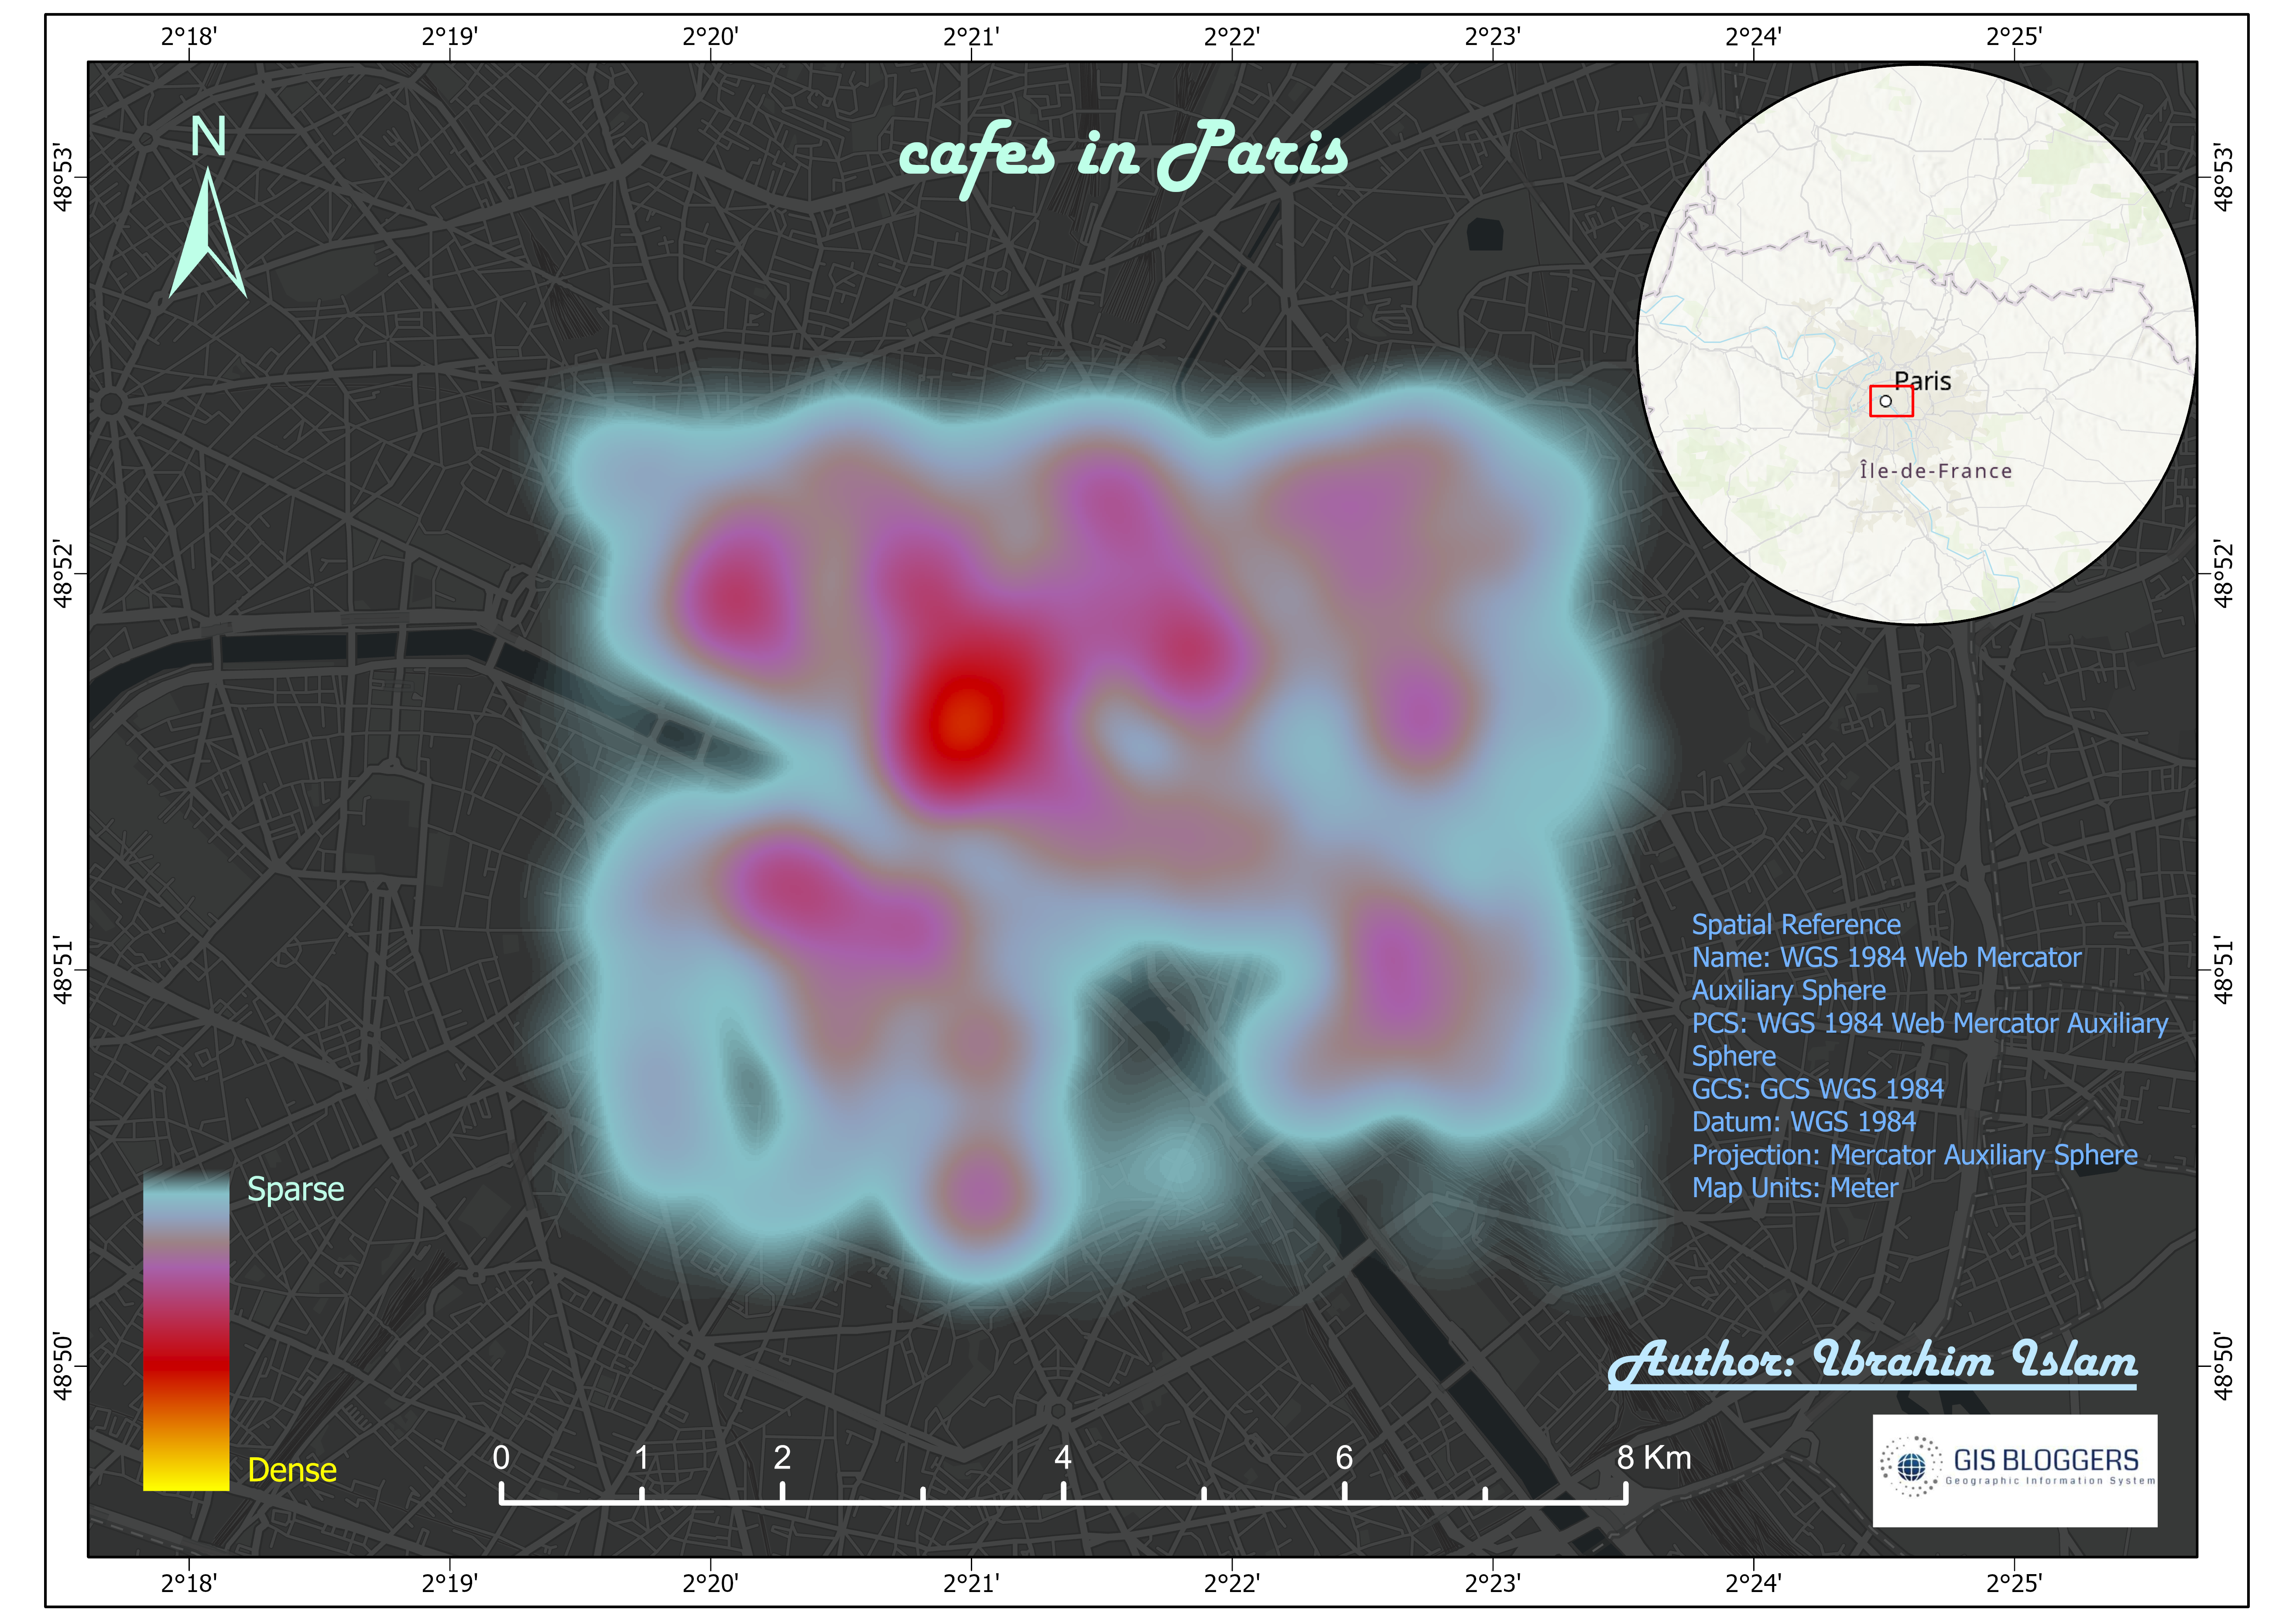 2°18' 2°19' 2°20' 2°21' 2°22' 2°23' 2°24' 2°25'
N
cafes in Paris
48°53'
48°53'
Paris
Île-de-France
48°52'
48°52'
48°51'
48°51'
Spatial Reference
Name: WGS 1984 Web Mercator
Auxiliary Sphere
PCS: WGS 1984 Web Mercator Auxiliary
Sphere
GCS: GCS WGS 1984
Datum: WGS 1984
Projection: Mercator Auxiliary Sphere
Map Units: Meter
Sparse
Dense
48°50'
48°50'
Author: Ibrahim Islam
0 1 2 4 6 8 Km
GIS BLOGGERS
Geographic Information System
2°18' 2°19' 2°20' 2°21' 2°22' 2°23' 2°24' 2°25'